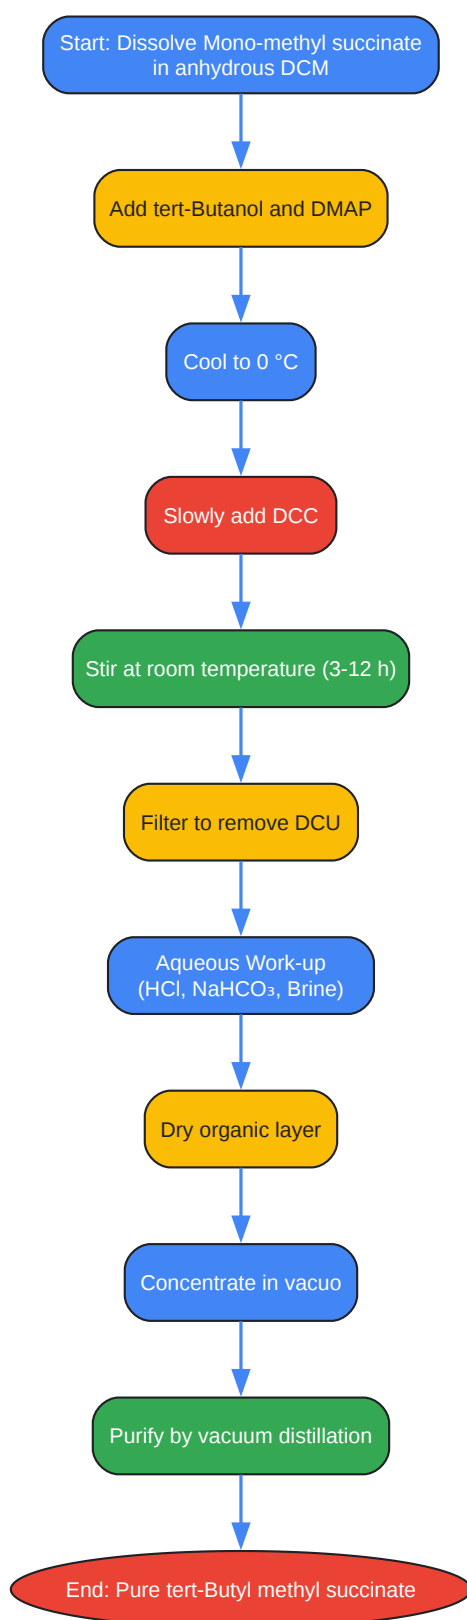 Start: Dissolve Mono-methyl succinate
in anhydrous DCM
Add tert-Butanol and DMAP
Cool to 0 °C
Slowly add DCC
Stir at room temperature (3-12 h)
Filter to remove DCU
Aqueous Work-up
(HCl, NaHCO₃, Brine)
Dry organic layer
Concentrate in vacuo
Purify by vacuum distillation
End: Pure tert-Butyl methyl succinate